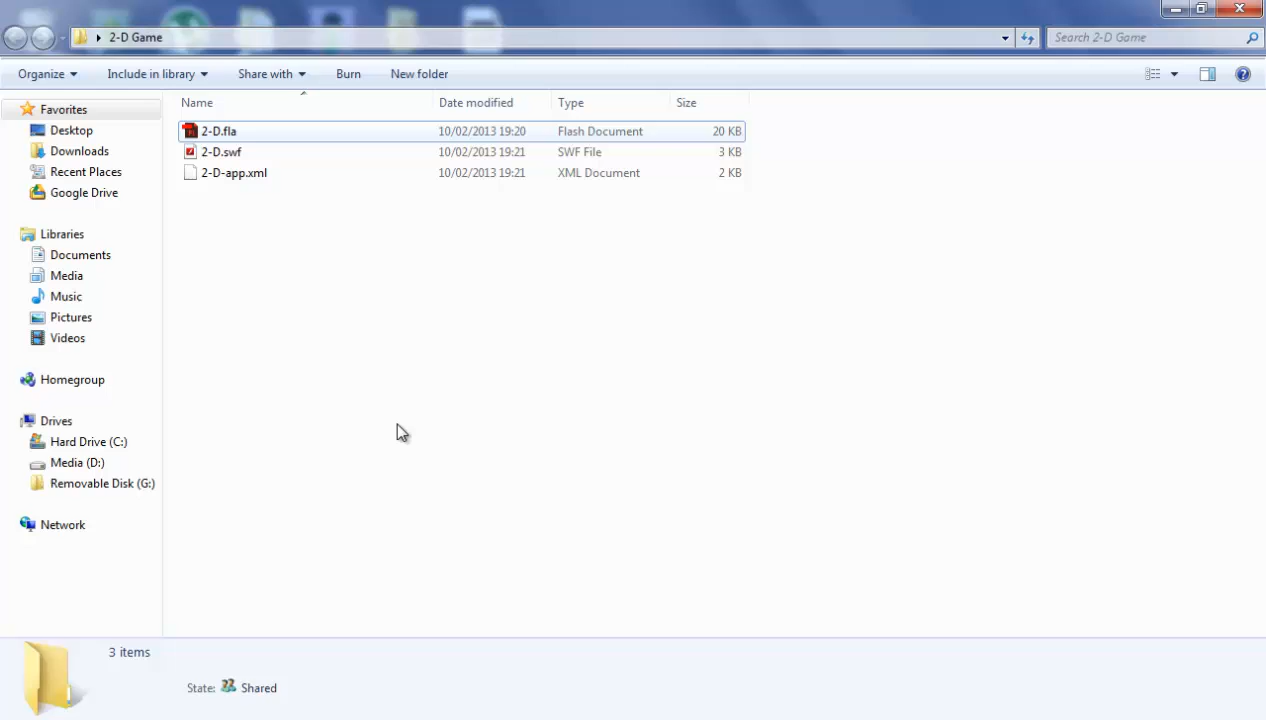 2-D Game
Search 2-D Game
Organize Include in library Share with Burn New folder
Name Date modified Type Size
2-D.fla 10/02/2013 19:20 Flash Document 20 KB
2-D.swf 10/02/2013 19:21 SWF File 3 KB
2-D-app.xml 10/02/2013 19:21 XML Document 2 KB
Favorites
Desktop
Downloads
Recent Places
Google Drive
Libraries
Documents
Media
Music
Pictures
Videos
Homegroup
Drives
Hard Drive (C:)
Media (D:)
Removable Disk (G:)
Network
3 items
State: Shared